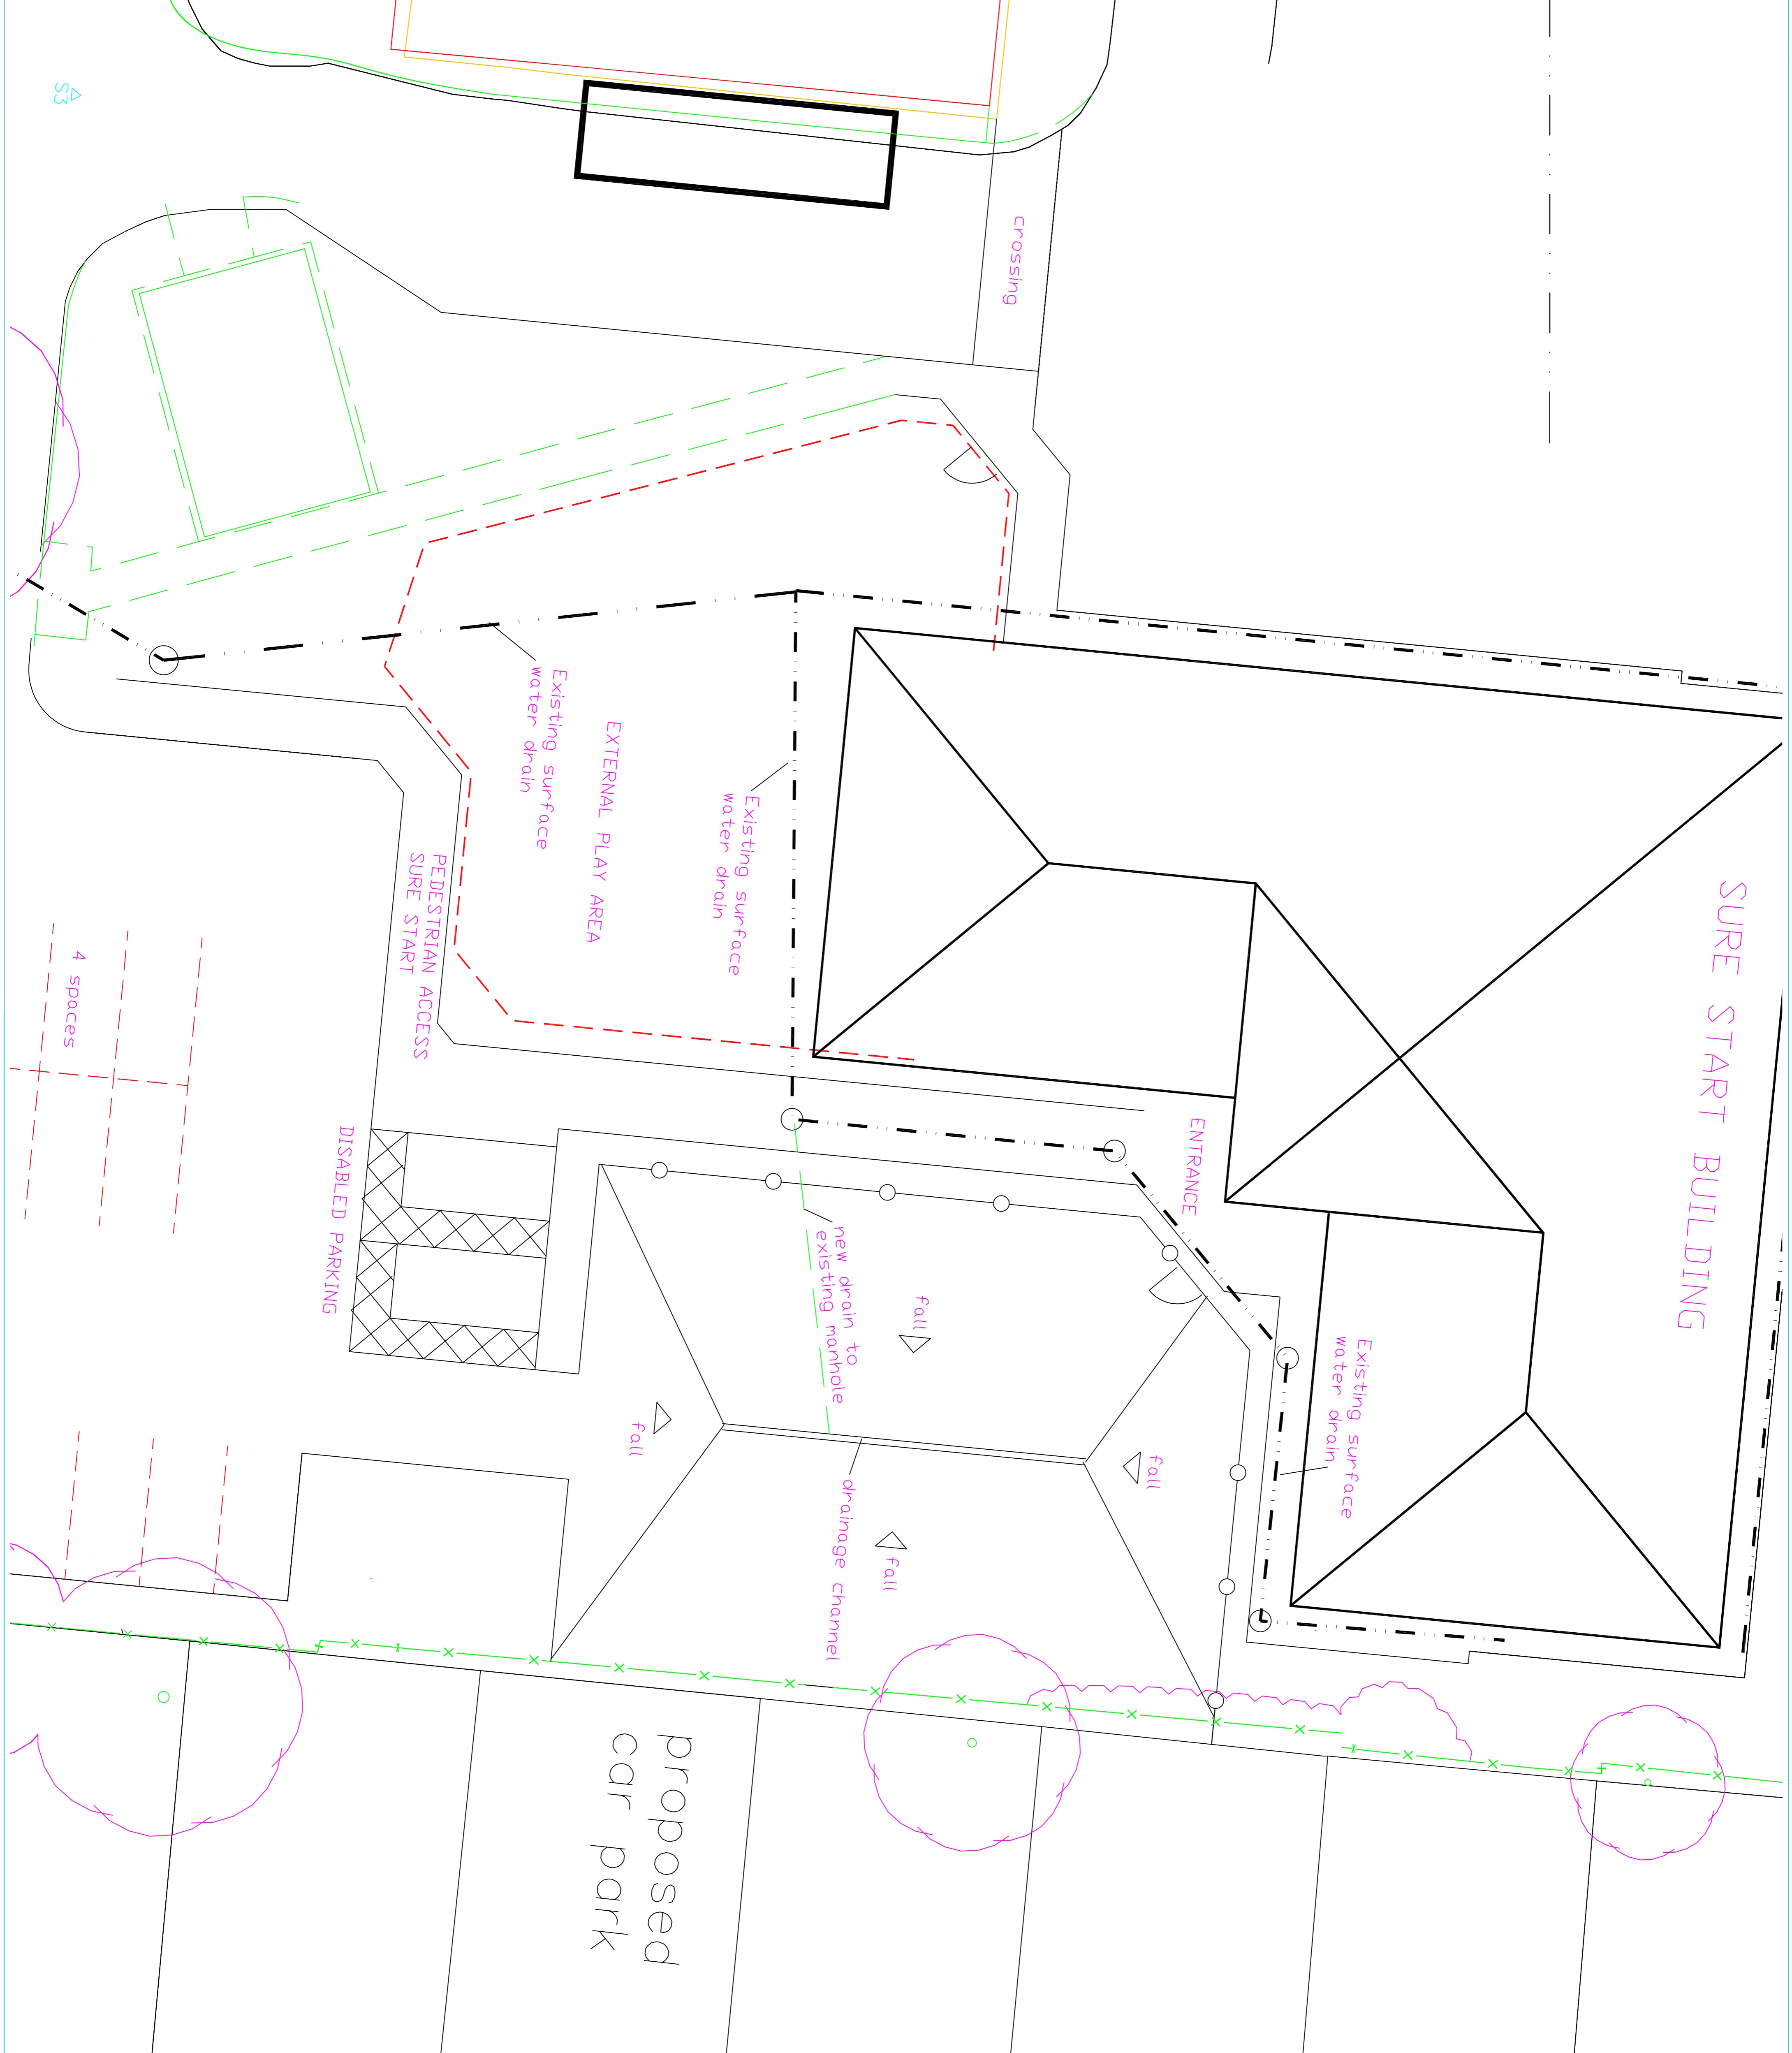 S3
crossing
Existing surface
water drain
EXTERNAL PLAY AREA
Existing surface
water drain
SURE START BUILDING
PEDESTRIAN ACCESS
SURE START
4 spaces
DISABLED PARKING
ENTRANCE
new drain to
existing manhole
fall
fall
fall
fall
Existing surface
water drain
drainage channel
proposed
car park